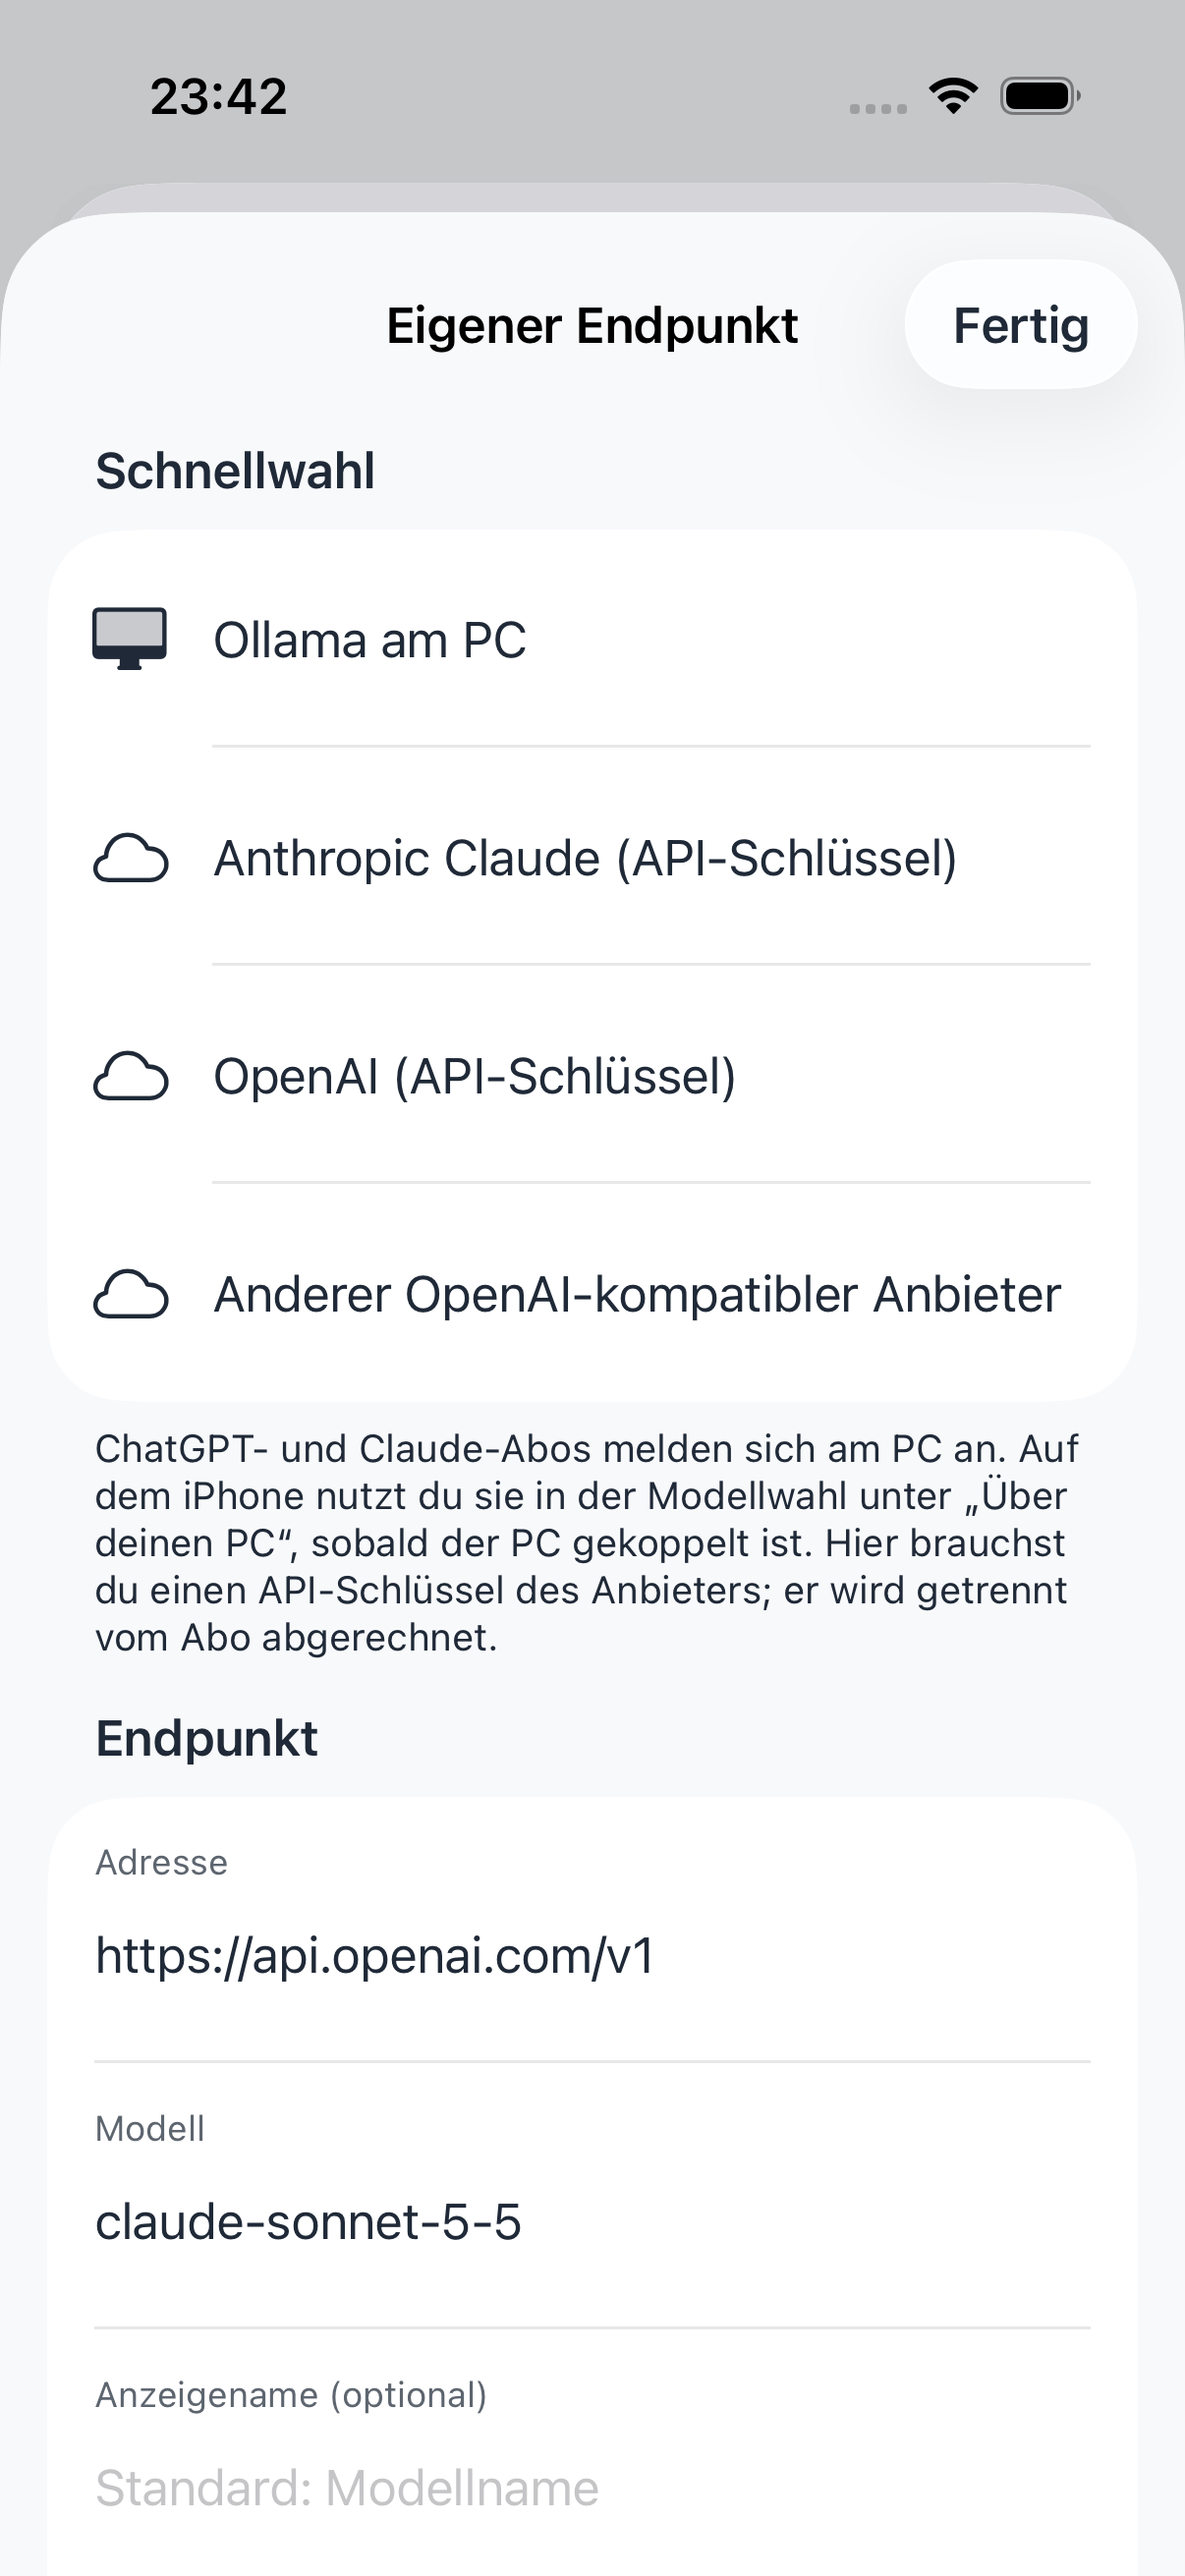 23:42
Eigener Endpunkt
Fertig
Schnellwahl
Ollama am PC
Anthropic Claude (API-Schlüssel)
OpenAI (API-Schlüssel)
Anderer OpenAI-kompatibler Anbieter
ChatGPT- und Claude-Abos melden sich am PC an. Auf
dem iPhone nutzt du sie in der Modellwahl unter „Über
deinen PC“, sobald der PC gekoppelt ist. Hier brauchst
du einen API-Schlüssel des Anbieters; er wird getrennt
vom Abo abgerechnet.
Endpunkt
Adresse
https://api.openai.com/v1
Modell
claude-sonnet-5-5
Anzeigename (optional)
Standard: Modellname